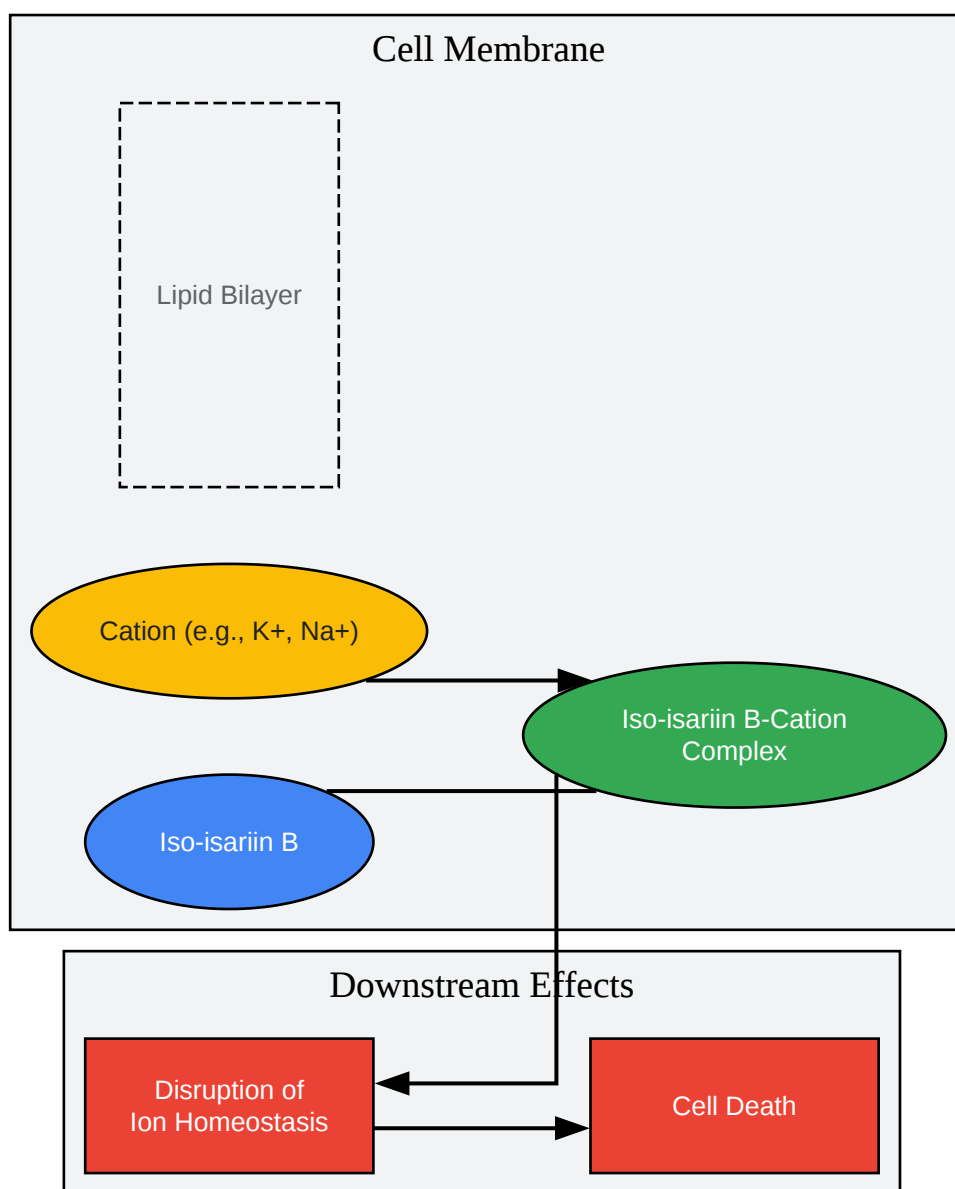 Cell Membrane
Lipid Bilayer
Cation (e.g., K+, Na+)
Iso-isariin B-Cation
Complex
Iso-isariin B
Downstream Effects
Disruption of
Ion Homeostasis
Cell Death